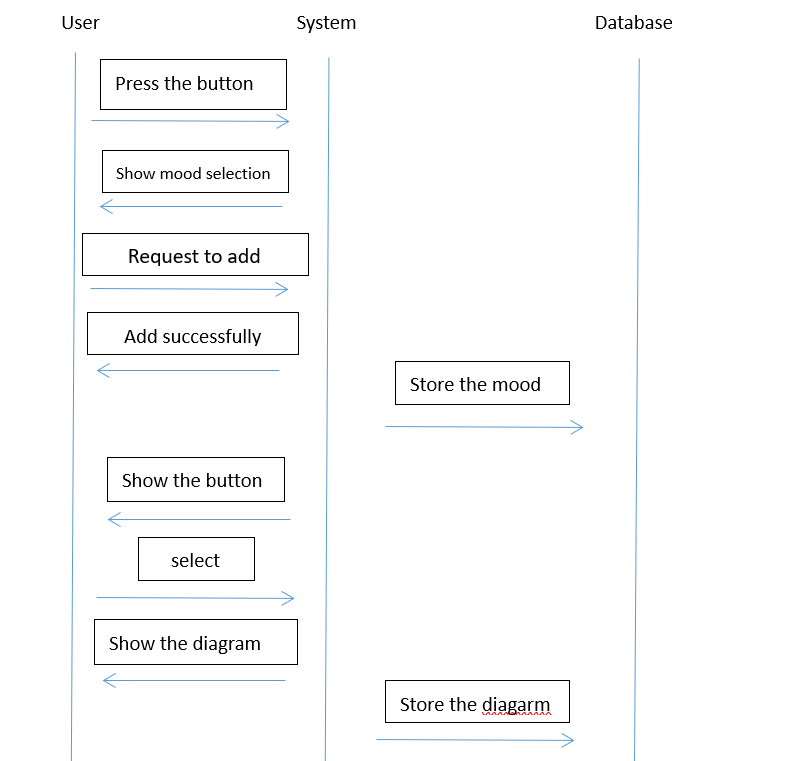 User
System
Database
Press the button
Show mood selection
Request to add
Add successfully
Store the mood
Show the button
select
Show the diagram
Store the diagarm